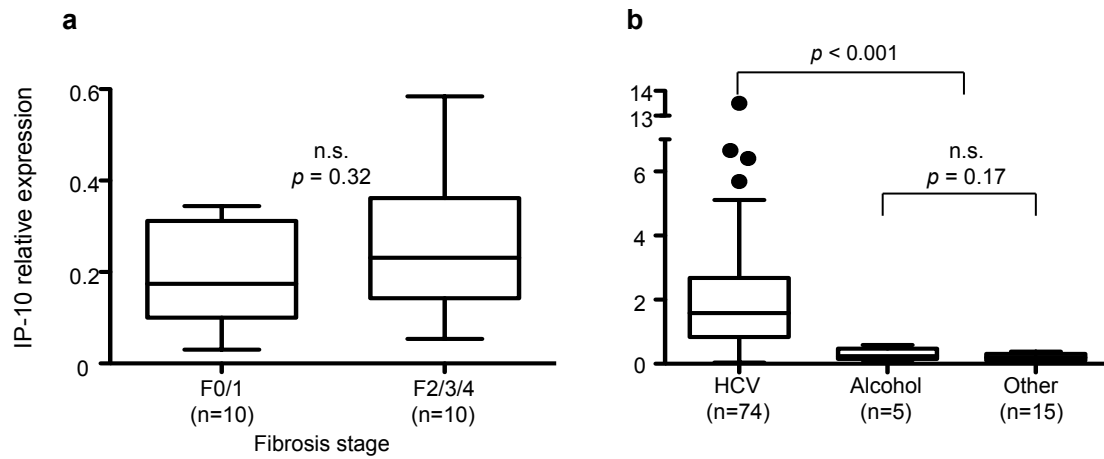 a
IP-10 relative expression
0.6
0.4
0.2
0
n.s.
p = 0.32
F0/1
(n=10)
F2/3/4
(n=10)
Fibrosis stage
b
p < 0.001
14
13
6
4
2
0
n.s.
p = 0.17
HCV
(n=74)
Alcohol
(n=5)
Other
(n=15)